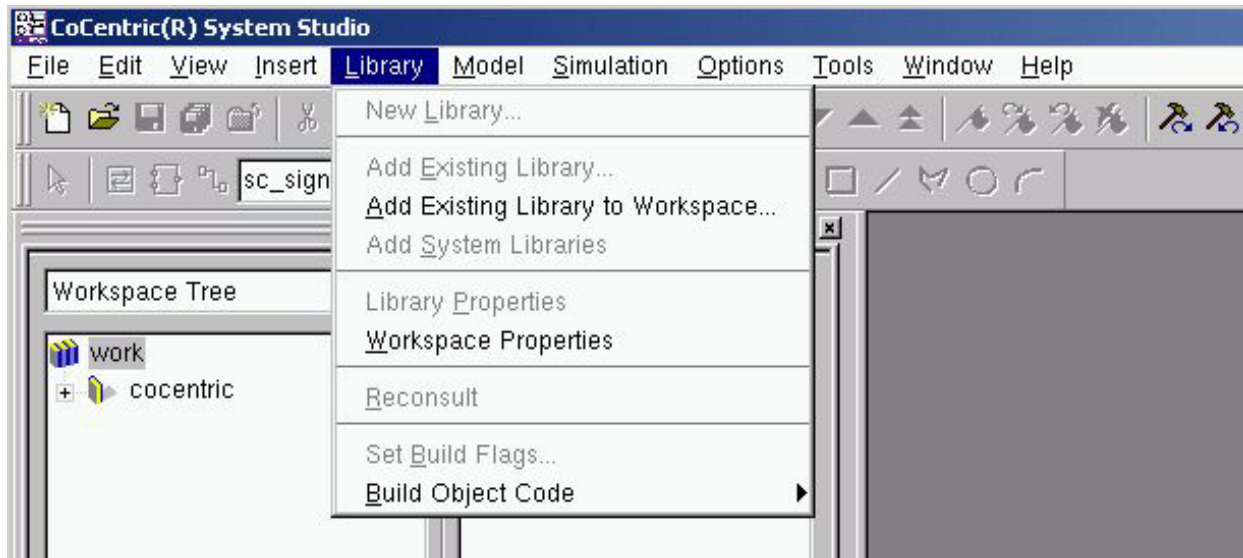 CoCentric(R) System Studio
File Edit View Insert Library Model Simulation Options Tools Window Help
New Library...
Add Existing Library...
sc_sign
Add Existing Library to Workspace...
Add System Libraries
Workspace Tree
Library Properties
Workspace Properties
work
cocentric
Reconsult
Set Build Flags...
Build Object Code